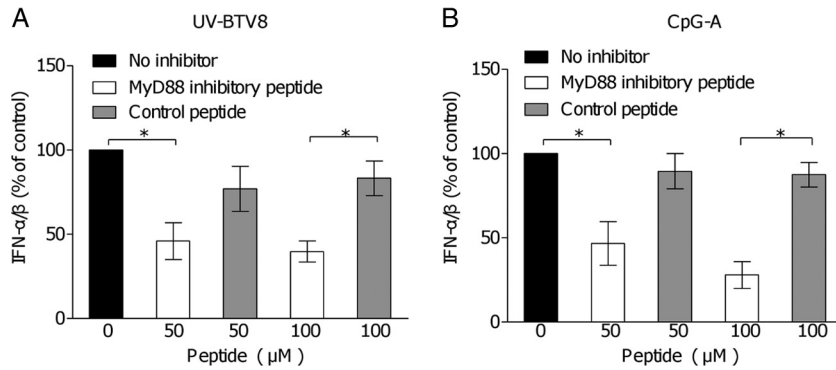 A
UV-BTV8
No inhibitor
MyD88 inhibitory peptide
Control peptide
IFN-α/β (% of control)
150
100
50
0
*
*
0 50 50 100 100
Peptide ( µM )
B
CpG-A
No inhibitor
MyD88 inhibitory peptide
Control peptide
IFN-α/β (% of control)
150
100
50
0
*
*
0 50 50 100 100
Peptide ( µM )